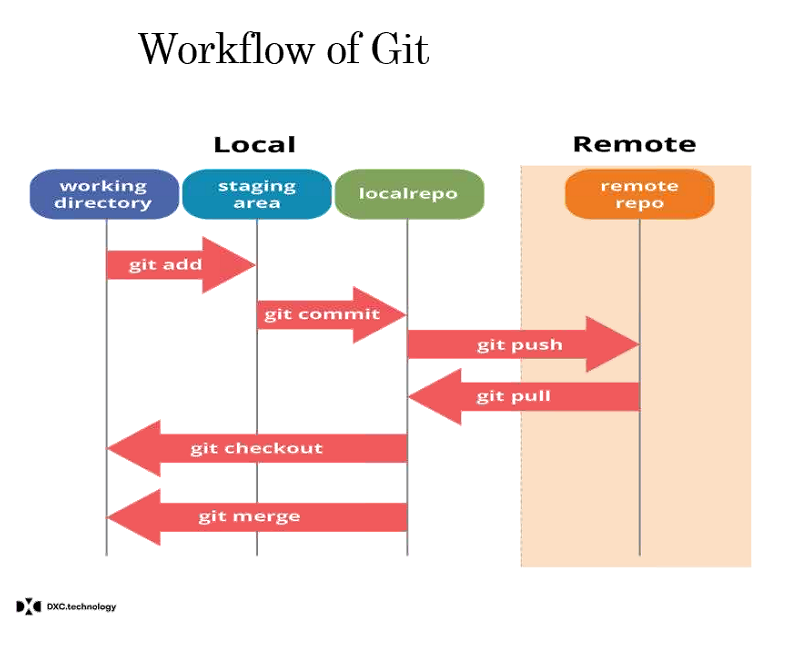 Workflow of Git
Local
Remote
working
directory
staging
area
localrepo
remote
repo
git add
git commit
git push
git pull
git checkout
git merge
DXC.technology